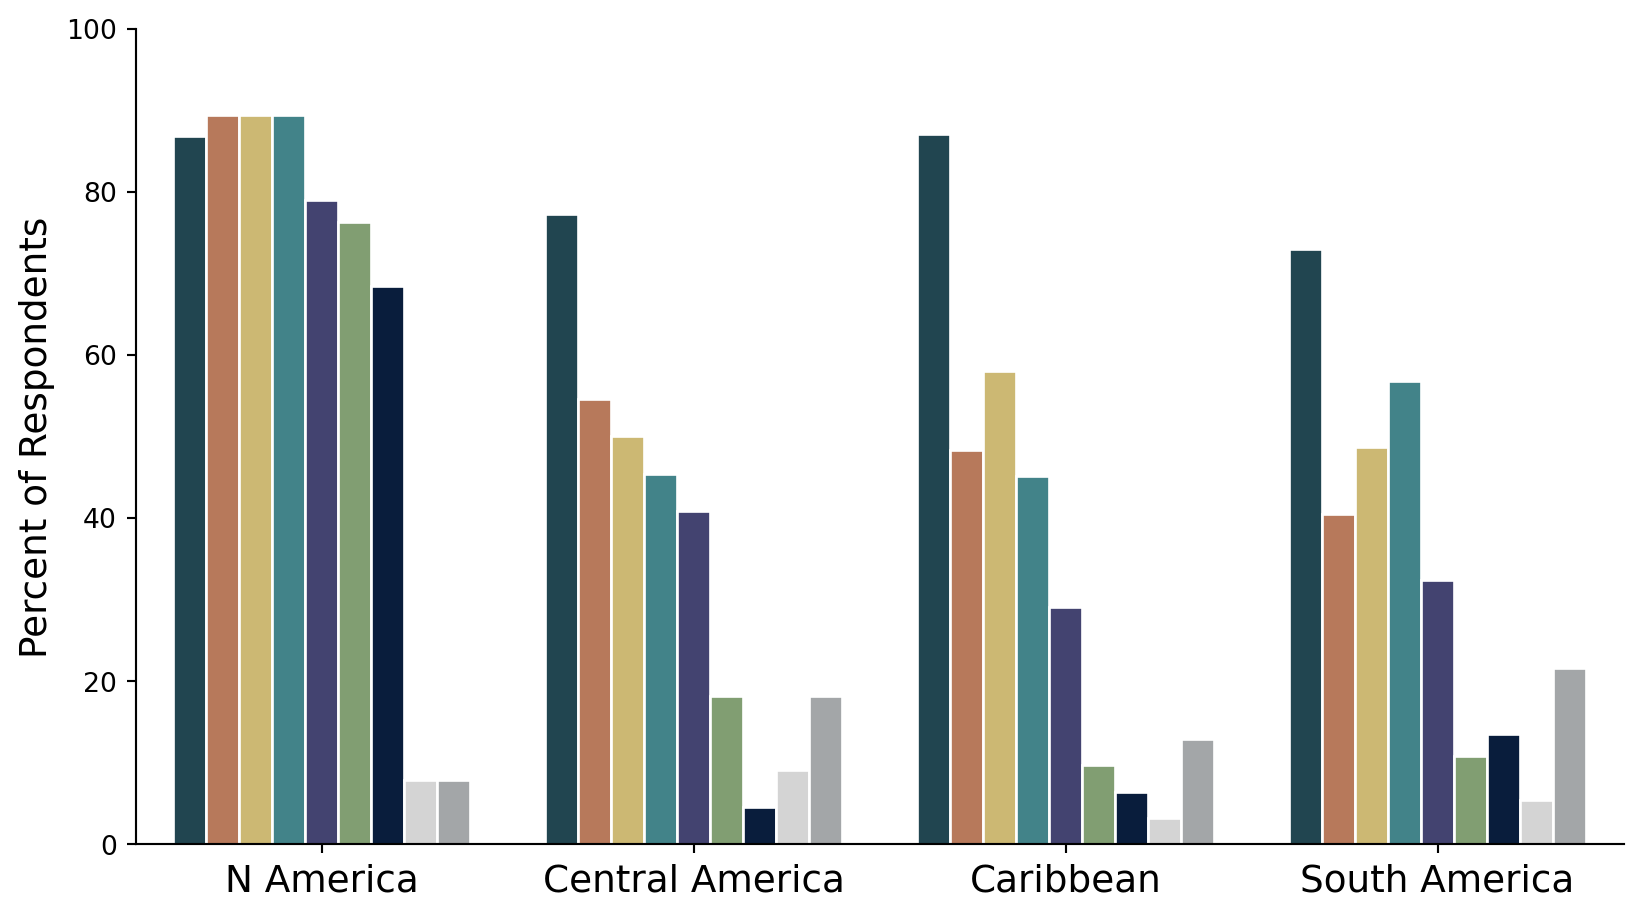 Percent of Respondents
100
80
60
40
20
0
N America
Central America
Caribbean
South America